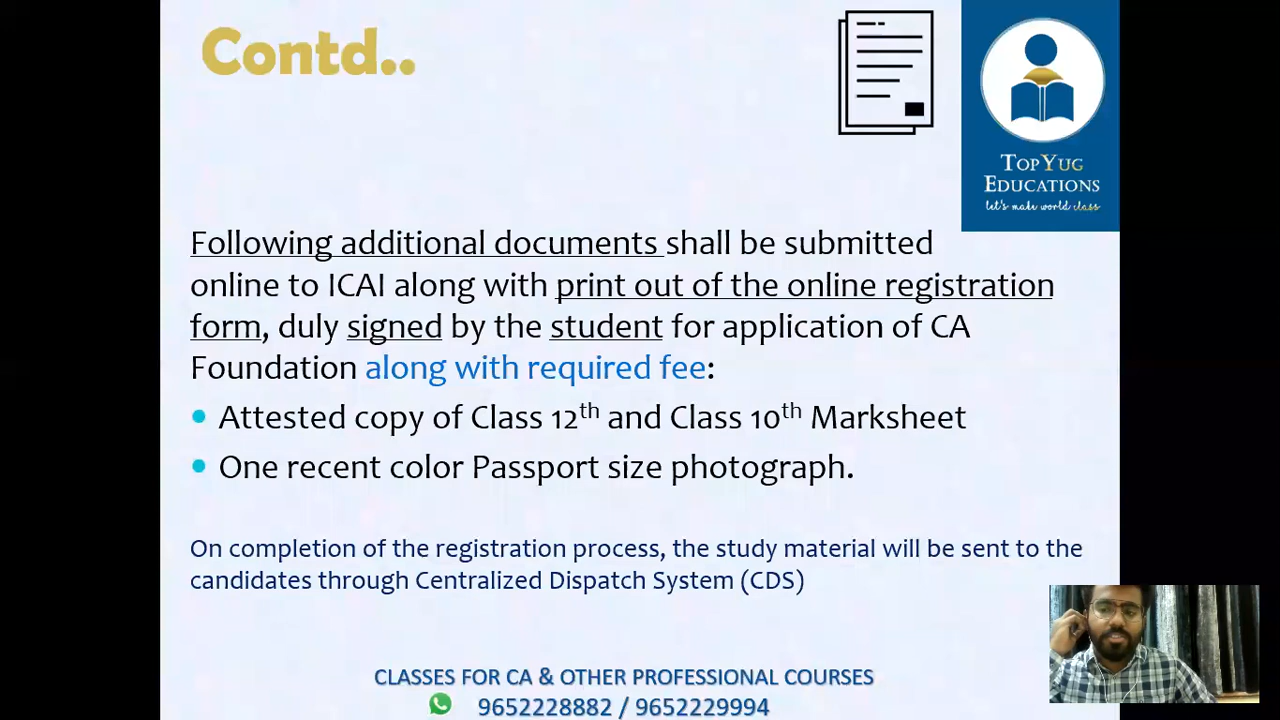 Contd..
TOPYUG
EDUCATIONS
let's make world class
Following additional documents shall be submitted
online to ICAI along with print out of the online registration
form, duly signed by the student for application of CA
Foundation along with required fee:
• Attested copy of Class 12th and Class 10th Marksheet
• One recent color Passport size photograph.
On completion of the registration process, the study material will be sent to the
candidates through Centralized Dispatch System (CDS)
CLASSES FOR CA & OTHER PROFESSIONAL COURSES
9652228882 / 9652229994